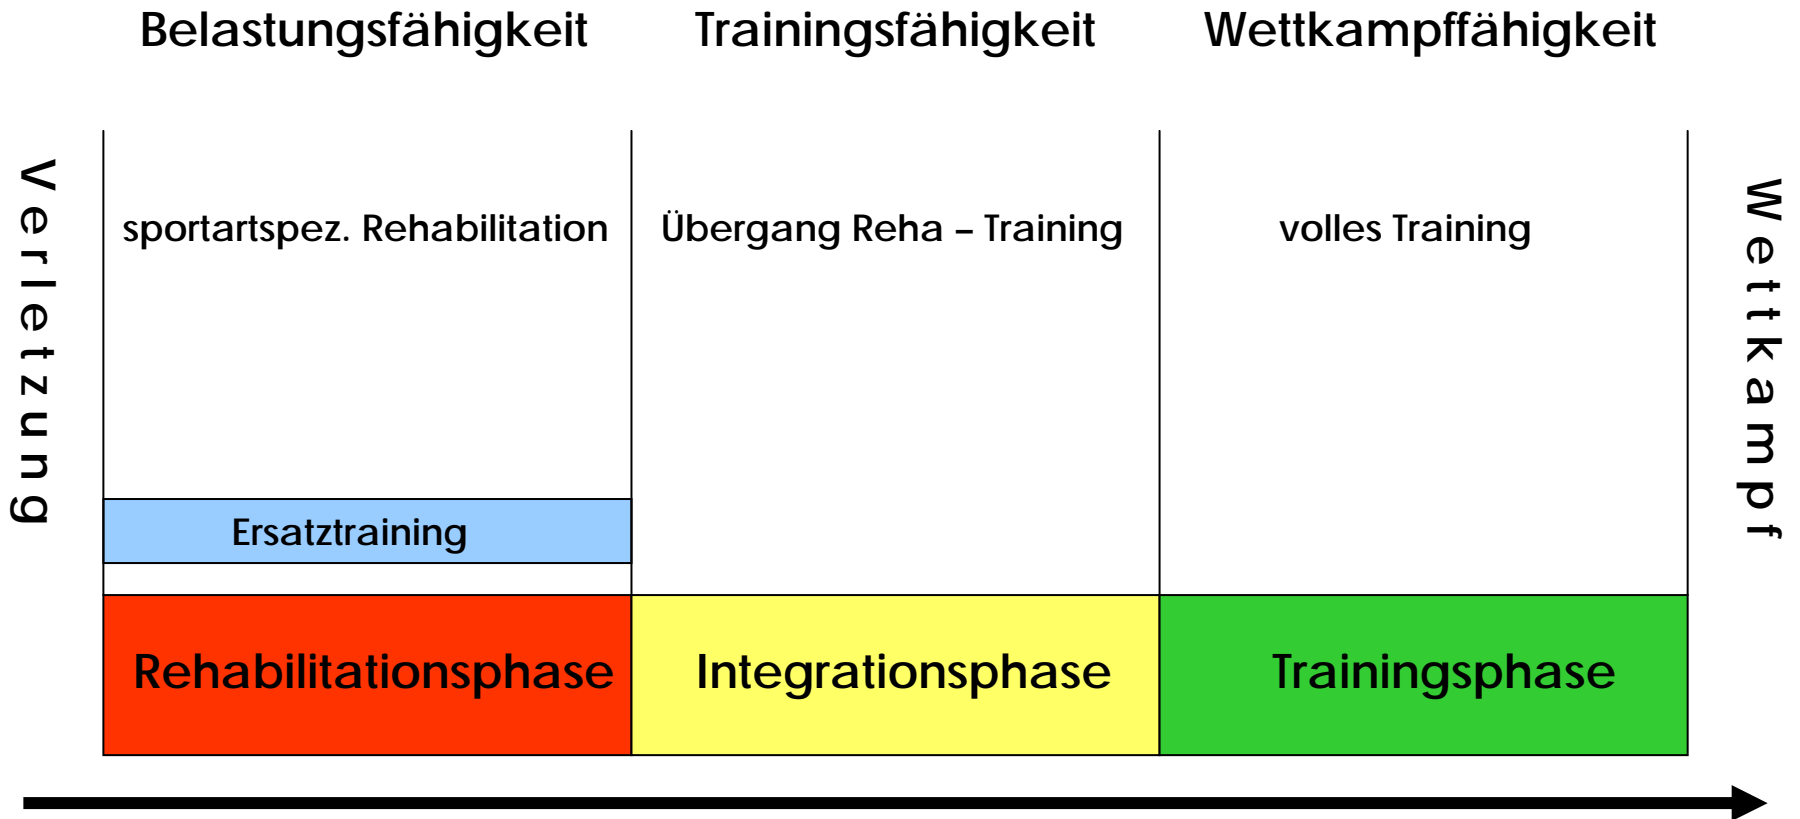 Belastungsfähigkeit Trainingsfähigkeit Wettkampffähigkeit
Verletzung
sportartspez. Rehabilitation Übergang Reha – Training volles Training
Wettkampf
Ersatztraining
Rehabilitationsphase Integrationsphase Trainingsphase